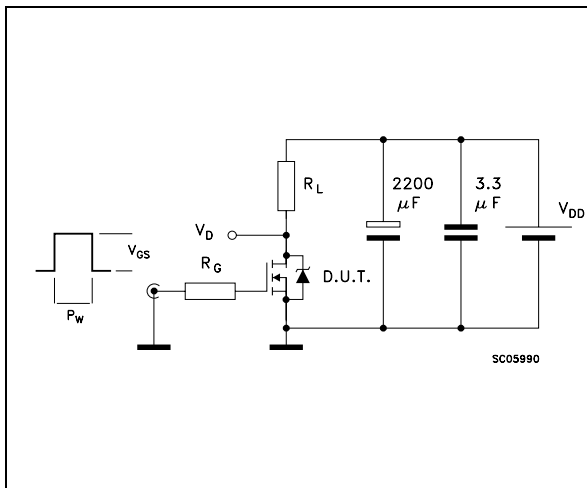 R_L
2200
μF
3.3
μF
V_DD
V_D
V_GS
R_G
D.U.T.
P_W
SC05990